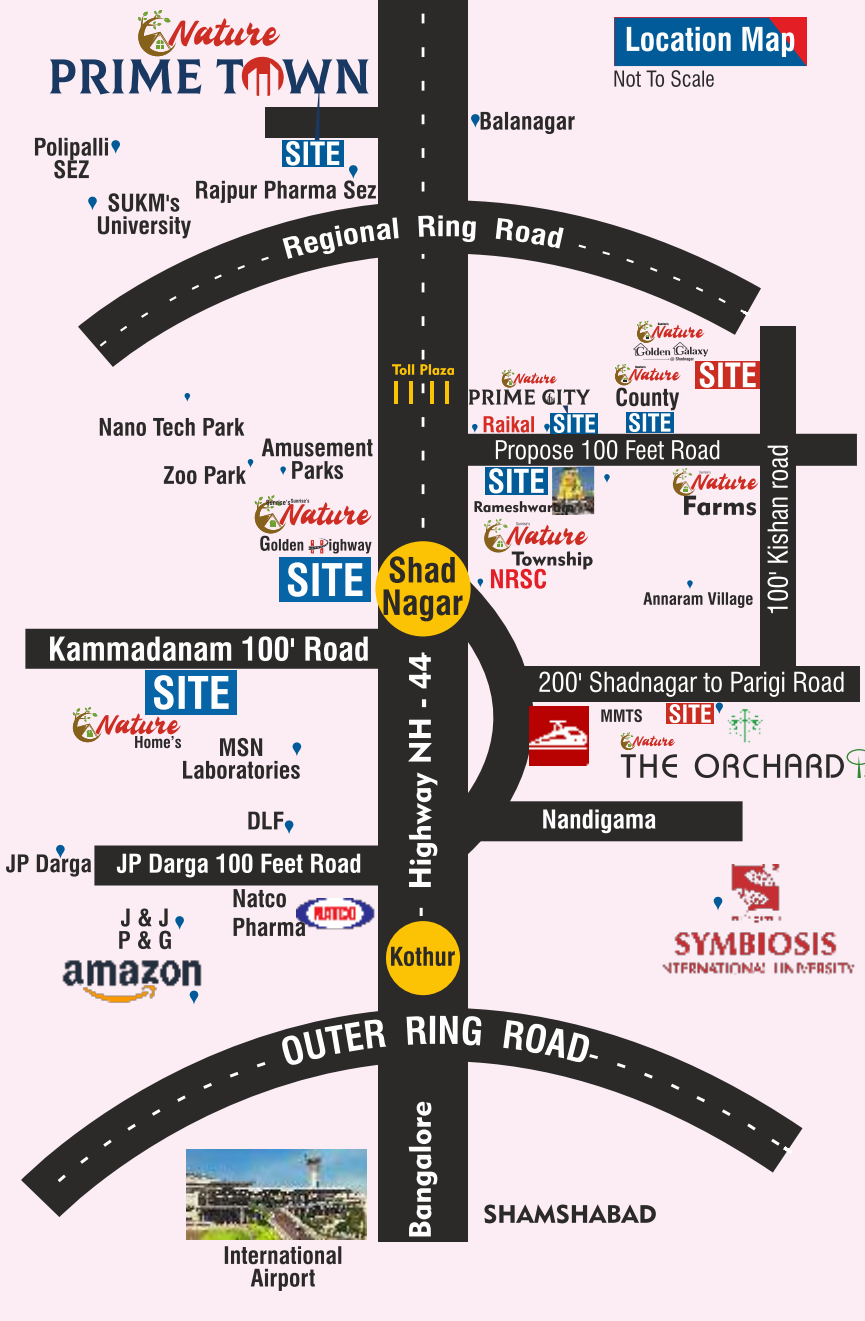 Nature
PRIME TOWN
Location Map
Not To Scale
Balanagar
Polipalli
SEZ
SITE
Rajpur Pharma Sez
SUKM's
University
Regional Ring Road
Toll Plaza
Nature
Golden Galaxy
Nature
PRIME CITY
Nature
County
SITE
Raikal
SITE
SITE
Propose 100 Feet Road
Nano Tech Park
Amusement
Parks
Zoo Park
SITE
Rameshwaram
Nature
Farms
100' Kishan road
Sunrise's
Sunrise's
Nature
Golden Highway
SITE
Nature
Township
NRSC
Shad
Nagar
Annaram Village
Kammadanam 100' Road
SITE
Nature
Home's
200' Shadnagar to Parigi Road
MMTS
SITE
Nature
THE ORCHARD
MSN
Laboratories
Highway NH - 44
DLF
Nandigama
JP Darga
JP Darga 100 Feet Road
Natco
Pharma
NATCO
J & J
P & G
amazon
Kothur
SYMBIOSIS
INTERNATIONAL UNIVERSITY
OUTER RING ROAD
Bangalore
SHAMSHABAD
International
Airport